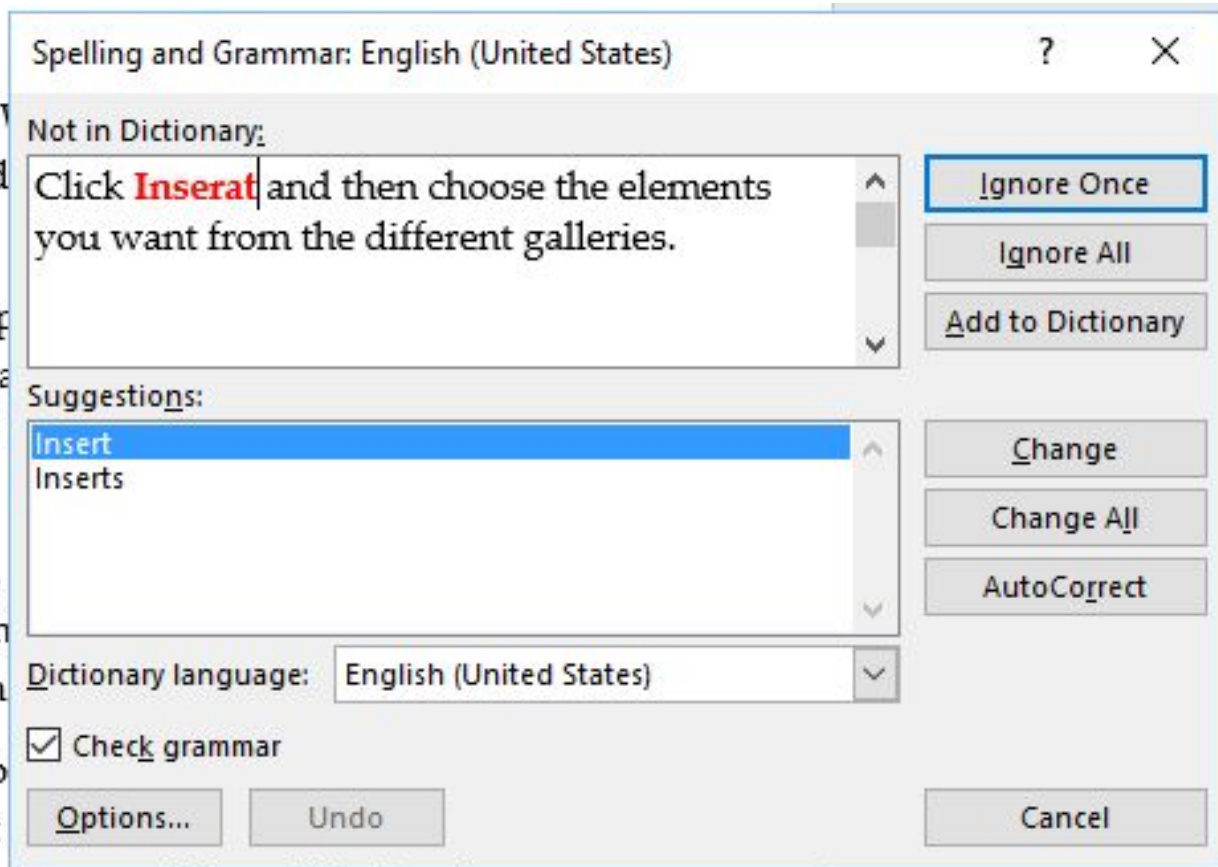 Spelling and Grammar: English (United States)
?
Not in Dictionary:
Click Inserat and then choose the elements
you want from the different galleries.
Ignore Once
Ignore All
Add to Dictionary
Suggestions:
Insert
Inserts
Change
Change All
AutoCorrect
Dictionary language: English (United States)
Check grammar
Options...
Undo
Cancel